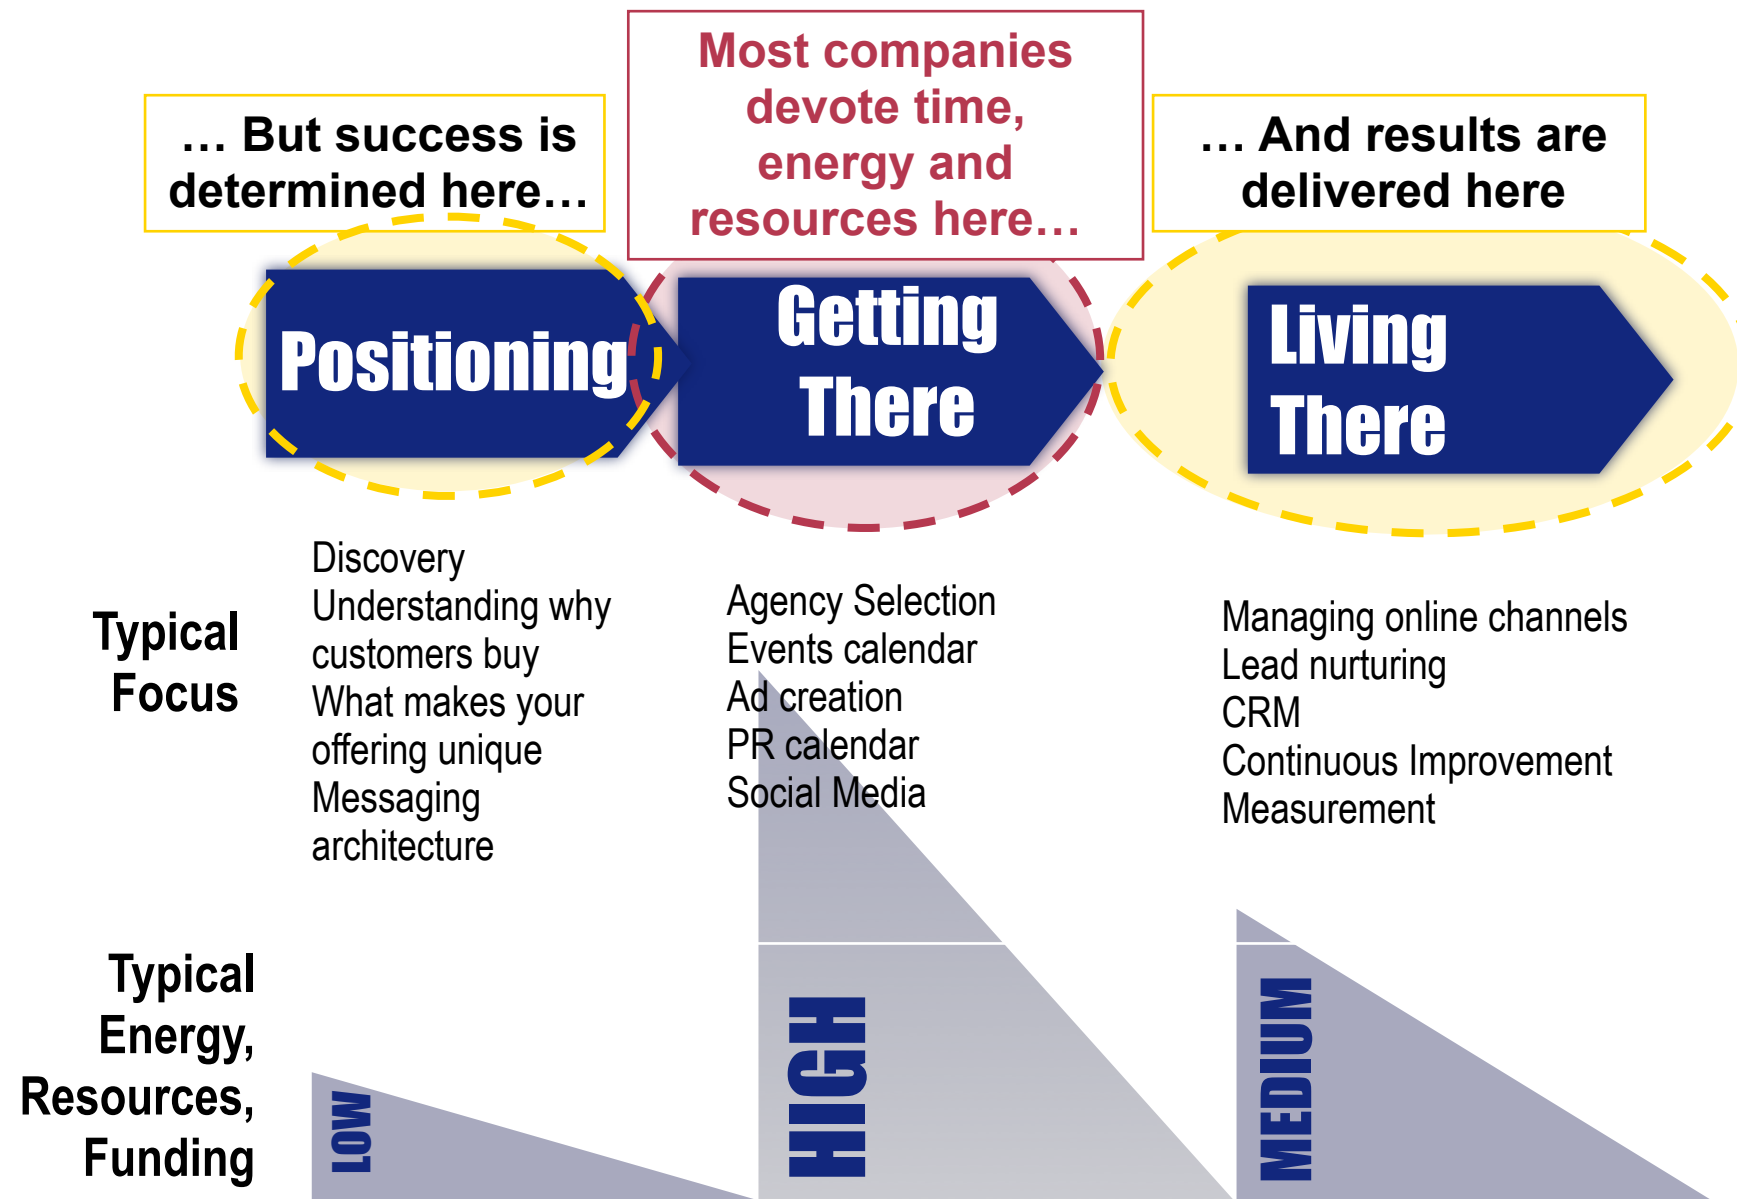 Most companies
devote time,
energy and
resources here…
… But success is
determined here…
… And results are
delivered here
Positioning
Getting
There
Living
There
Typical
Focus
Discovery
Understanding why
customers buy
What makes your
offering unique
Messaging
architecture
Agency Selection
Events calendar
Ad creation
PR calendar
Social Media
Managing online channels
Lead nurturing
CRM
Continuous Improvement
Measurement
Typical
Energy,
Resources,
Funding
LOW
HIGH
MEDIUM